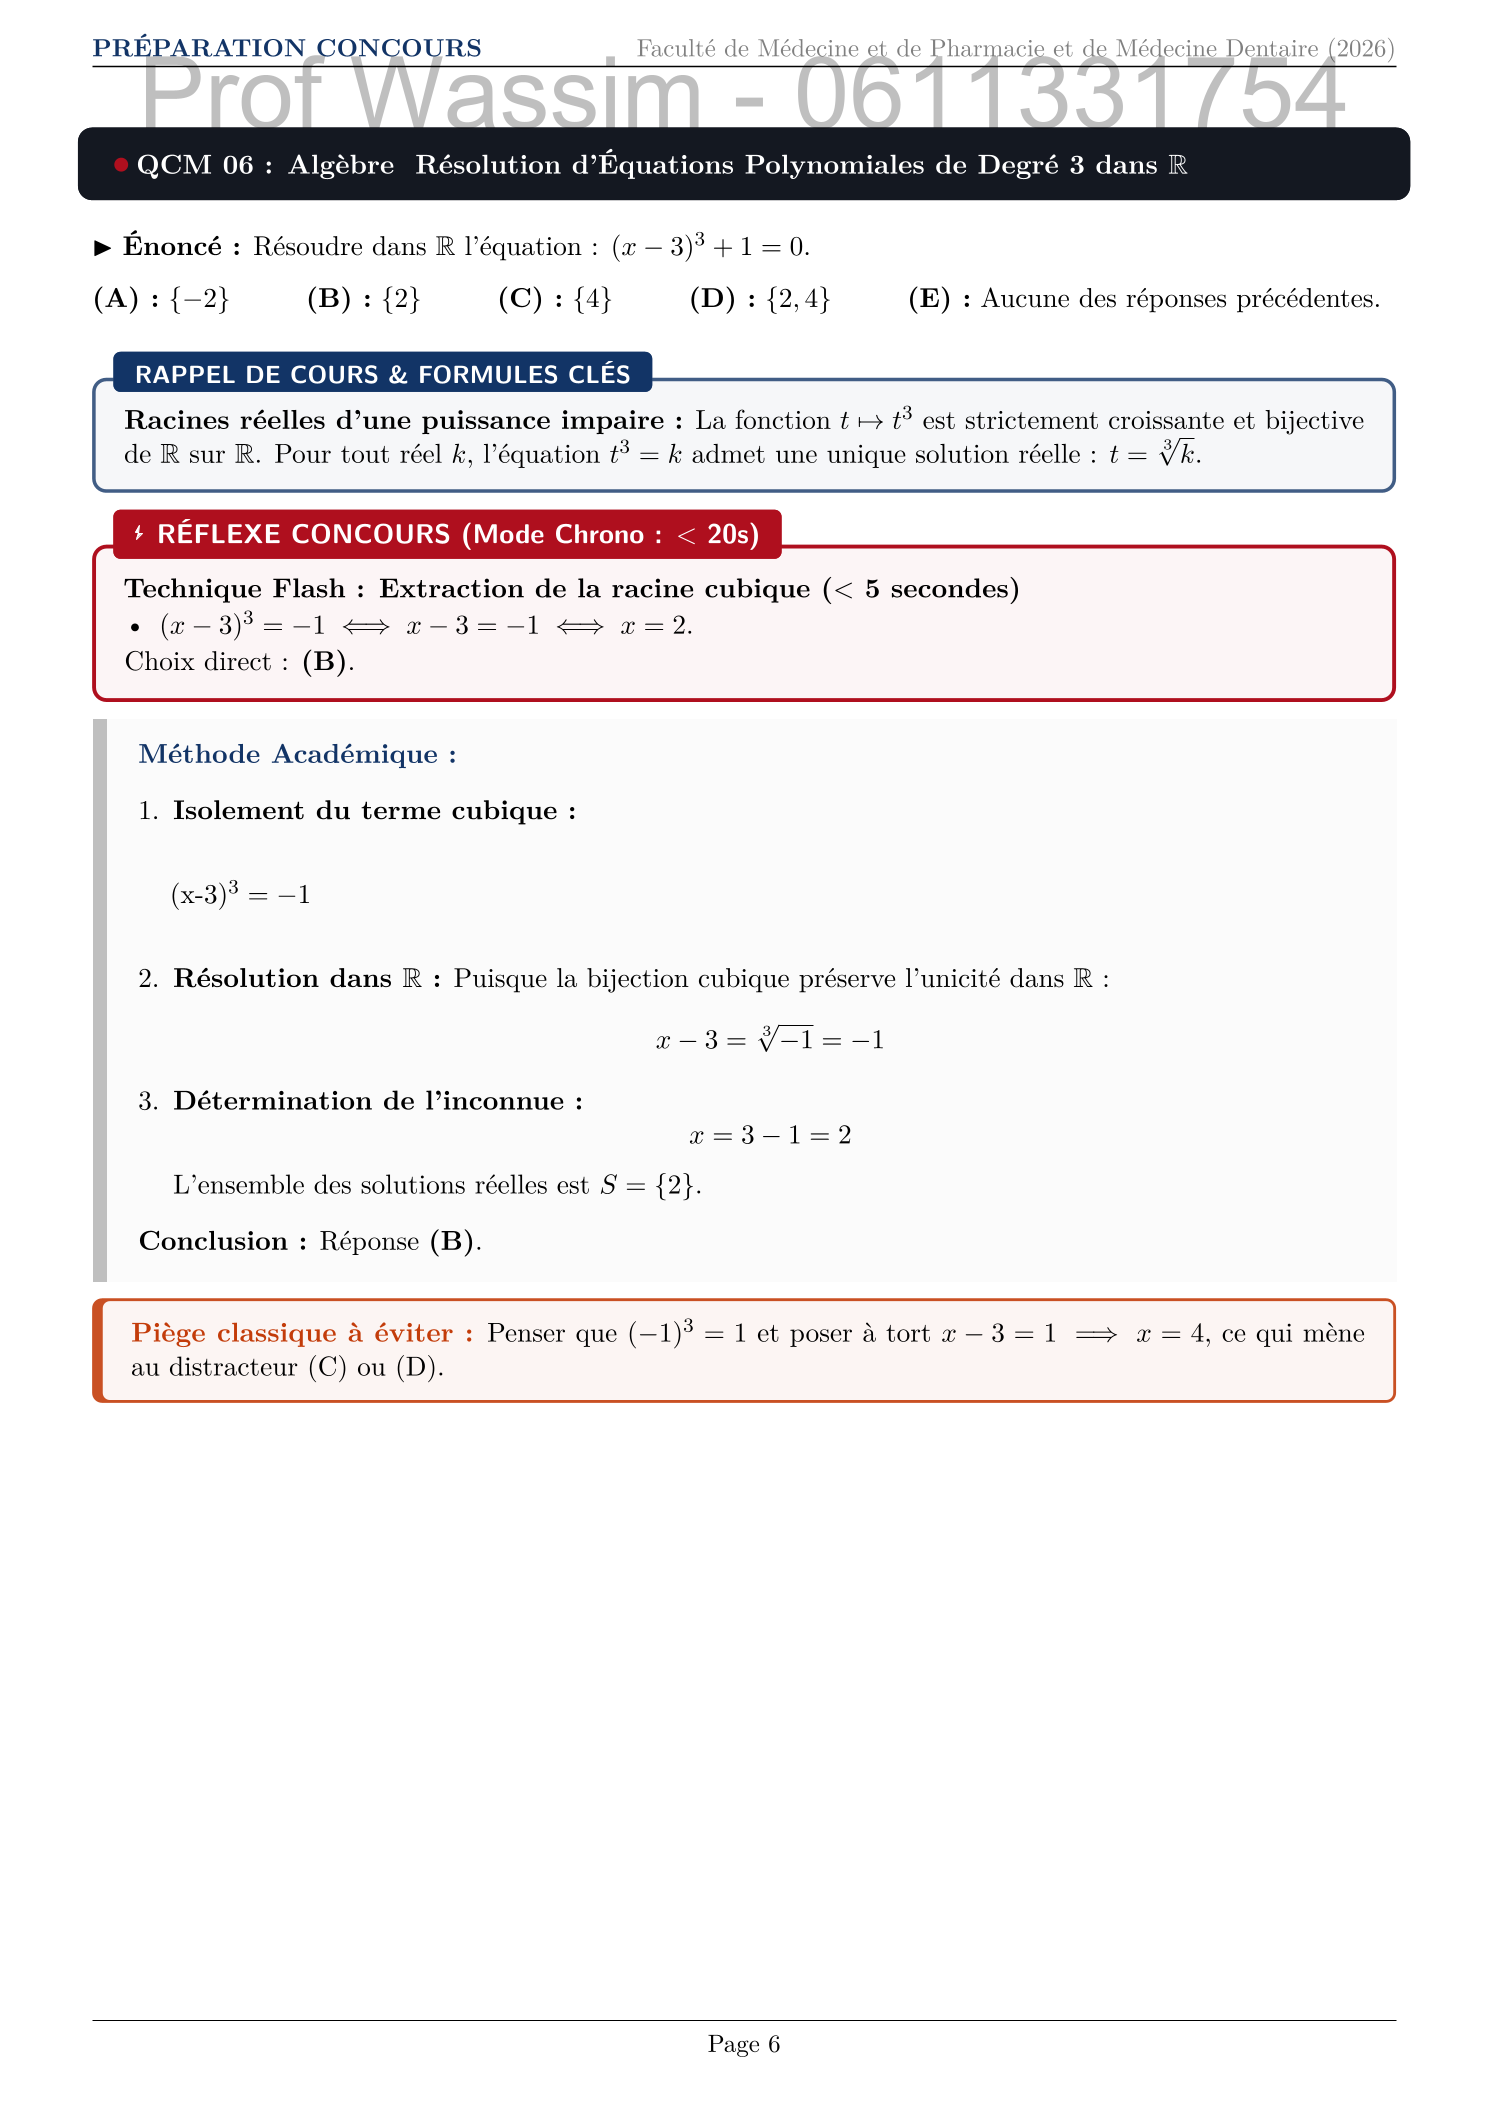 PRÉPARATION CONCOURS Faculté de Médecine et de Pharmacie et de Médecine Dentaire (2026)
Prof Wassim - 0611331754
• QCM 06 : Algèbre Résolution d'Équations Polynomiales de Degré 3 dans ℝ
► Énoncé : Résoudre dans ℝ l'équation : (x − 3)³ + 1 = 0.
(A) : {−2} (B) : {2} (C) : {4} (D) : {2, 4} (E) : Aucune des réponses précédentes.
RAPPEL DE COURS & FORMULES CLÉS
Racines réelles d'une puissance impaire : La fonction t ↦ t³ est strictement croissante et bijective
de ℝ sur ℝ. Pour tout réel k, l'équation t³ = k admet une unique solution réelle : t = ∛k.
RÉFLEXE CONCOURS (Mode Chrono : < 20s)
Technique Flash : Extraction de la racine cubique (< 5 secondes)
• (x − 3)³ = −1 ⟺ x − 3 = −1 ⟺ x = 2.
Choix direct : (B).
Méthode Académique :
1. Isolement du terme cubique :
(x-3)³ = −1
2. Résolution dans ℝ : Puisque la bijection cubique préserve l'unicité dans ℝ :
x − 3 = ∛−1 = −1
3. Détermination de l'inconnue :
x = 3 − 1 = 2
L'ensemble des solutions réelles est S = {2}.
Conclusion : Réponse (B).
Piège classique à éviter : Penser que (−1)³ = 1 et poser à tort x − 3 = 1 ⟹ x = 4, ce qui mène
au distracteur (C) ou (D).
Page 6